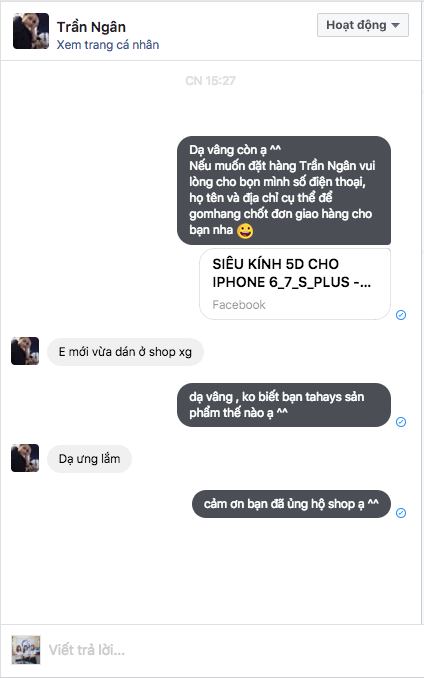 Trần Ngân
Hoạt động
Xem trang cá nhân
CN 15:27
Dạ vâng còn ạ ^^
Nếu muốn đặt hàng Trần Ngân vui
lòng cho bọn mình số điện thoại,
họ tên và địa chỉ cụ thể để
gomhang chốt đơn giao hàng cho
bạn nha 😀
SIÊU KÍNH 5D CHO
IPHONE 6_7_S_PLUS -...
Facebook
E mới vừa dán ở shop xg
dạ vâng , ko biết bạn tahays sản
phẩm thế nào ạ ^^
Dạ ưng lắm
cảm ơn bạn đã ủng hộ shop ạ ^^
Viết trả lời...